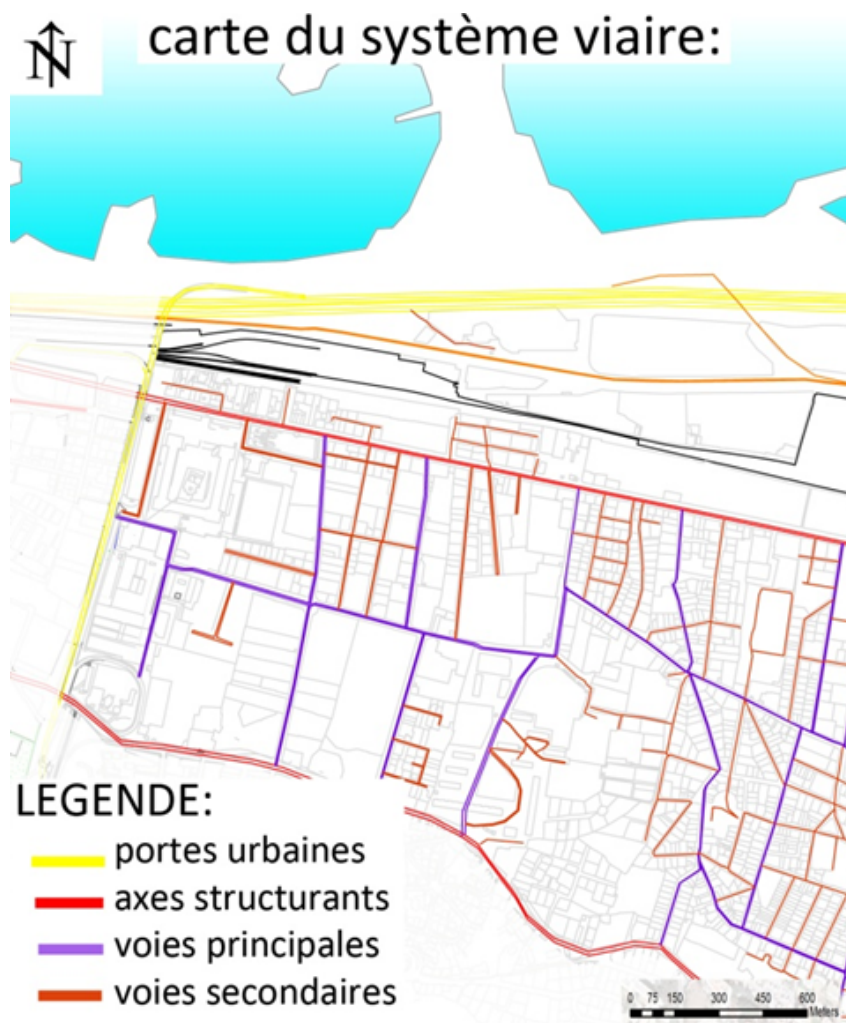 N
carte du système viaire:
LEGENDE:
portes urbaines
axes structurants
voies principales
voies secondaires
0 75 150 300 450 600
Meters